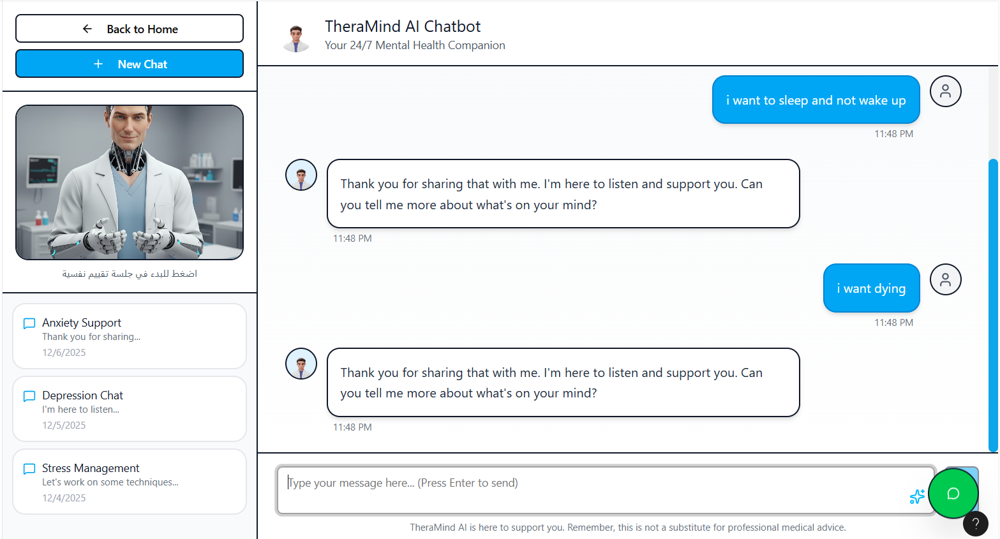 Back to Home
New Chat
اضغط للبدء في جلسة تقييم نفسية
Anxiety Support
Thank you for sharing...
12/6/2025
Depression Chat
I'm here to listen...
12/5/2025
Stress Management
Let's work on some techniques...
12/4/2025
TheraMind AI Chatbot
Your 24/7 Mental Health Companion
i want to sleep and not wake up
11:48 PM
Thank you for sharing that with me. I'm here to listen and support you. Can
you tell me more about what's on your mind?
11:48 PM
i want dying
11:48 PM
Thank you for sharing that with me. I'm here to listen and support you. Can
you tell me more about what's on your mind?
11:48 PM
Type your message here... (Press Enter to send)
TheraMind AI is here to support you. Remember, this is not a substitute for professional medical advice.
?